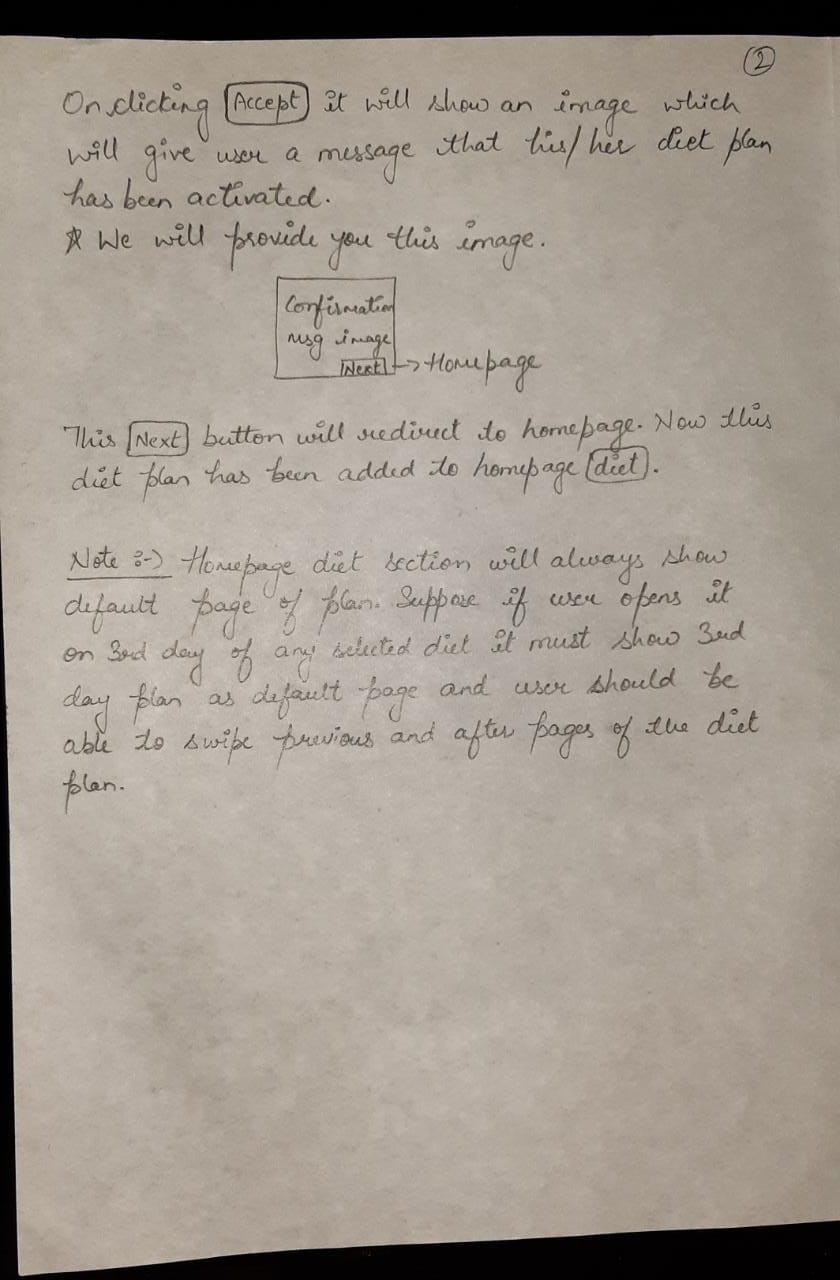 2
On clicking Accept it will show an image which
will give user a message that his/her diet plan
has been activated.
* We will provide you this image.
Confirmation
msg image
Next → Homepage
This Next button will redirect to homepage. Now this
diet plan has been added to homepage diet.
Note :-) Homepage diet section will always show
default page of plan. Suppose if user opens it
on 3rd day of any selected diet it must show 3rd
day plan as default page and user should be
able to swipe previous and after pages of the diet
plan.